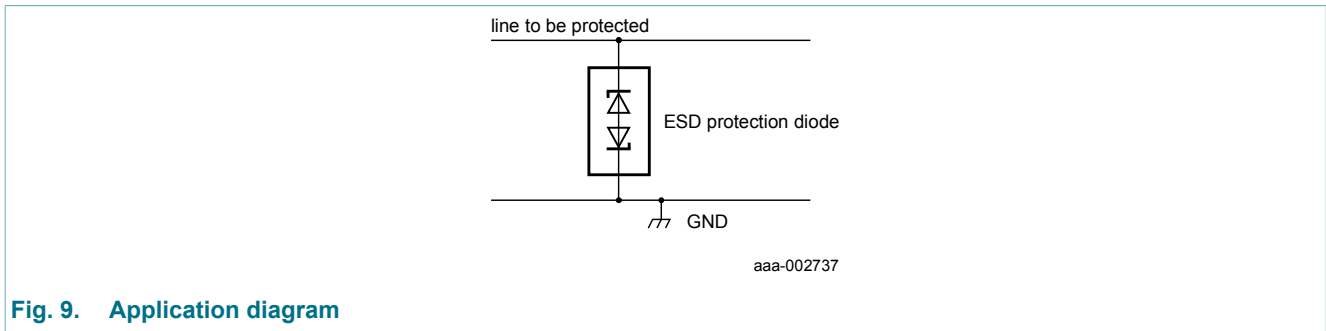 line to be protected
ESD protection diode
GND
aaa-002737
Fig. 9. Application diagram